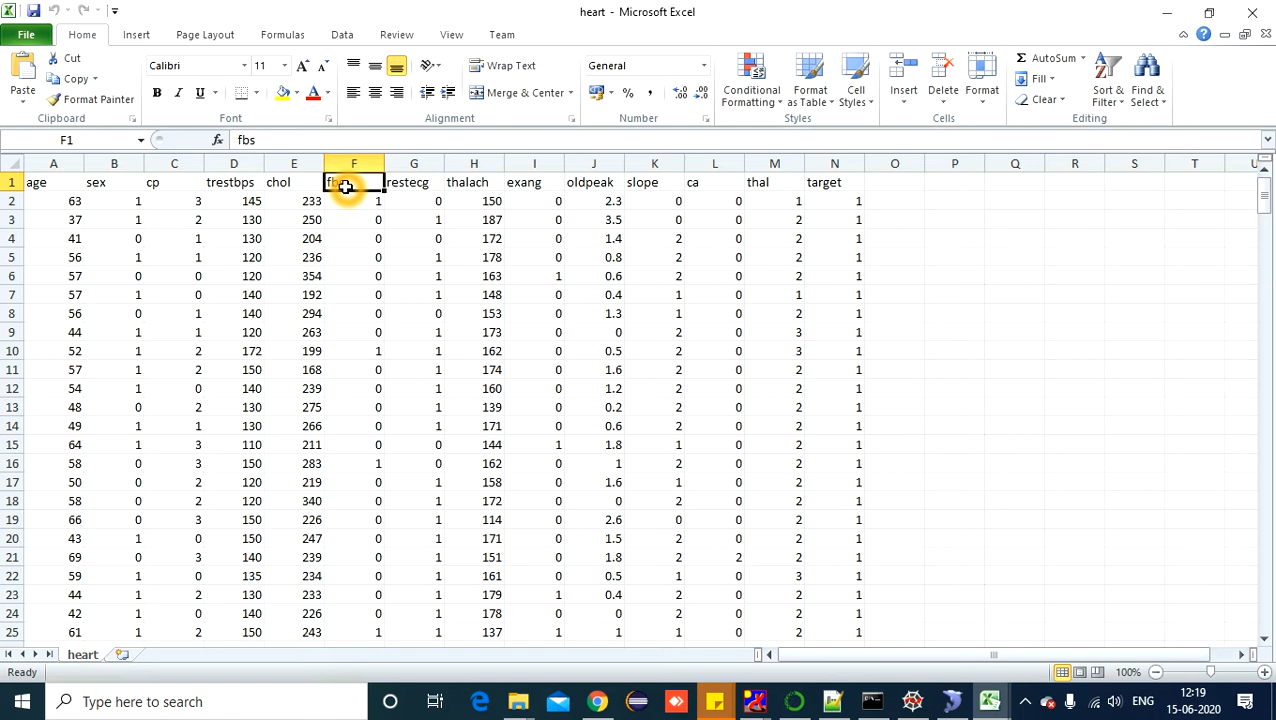 heart - Microsoft Excel
File Home Insert Page Layout Formulas Data Review View Team
Paste
Cut
Copy
Format Painter
Clipboard
Calibri 11
B I U
Font
Wrap Text
Merge & Center
Alignment
General
% ,
Number
Conditional Formatting
Format as Table
Cell Styles
Styles
Insert Delete Format
Cells
Σ AutoSum
Fill
Clear
Sort & Filter
Find & Select
Editing
F1 fx fbs
A B C D E F G H I J K L M N O P Q R S T U
1 age sex cp trestbps chol restecg thalach exang oldpeak slope ca thal target
2 63 1 3 145 233 1 0 150 0 2.3 0 0 1 1
3 37 1 2 130 250 0 1 187 0 3.5 0 0 2 1
4 41 0 1 130 204 0 0 172 0 1.4 2 0 2 1
5 56 1 1 120 236 0 1 178 0 0.8 2 0 2 1
6 57 0 0 120 354 0 1 163 1 0.6 2 0 2 1
7 57 1 0 140 192 0 1 148 0 0.4 1 0 1 1
8 56 0 1 140 294 0 0 153 0 1.3 1 0 2 1
9 44 1 1 120 263 0 1 173 0 0 2 0 3 1
10 52 1 2 172 199 1 1 162 0 0.5 2 0 3 1
11 57 1 2 150 168 0 1 174 0 1.6 2 0 2 1
12 54 1 0 140 239 0 1 160 0 1.2 2 0 2 1
13 48 0 2 130 275 0 1 139 0 0.2 2 0 2 1
14 49 1 1 130 266 0 1 171 0 0.6 2 0 2 1
15 64 1 3 110 211 0 0 144 1 1.8 1 0 2 1
16 58 0 3 150 283 1 0 162 0 1 2 0 2 1
17 50 0 2 120 219 0 1 158 0 1.6 1 0 2 1
18 58 0 2 120 340 0 1 172 0 0 2 0 2 1
19 66 0 3 150 226 0 1 114 0 2.6 0 0 2 1
20 43 1 0 150 247 0 1 171 0 1.5 2 0 2 1
21 69 0 3 140 239 0 1 151 0 1.8 2 2 2 1
22 59 1 0 135 234 0 1 161 0 0.5 1 0 3 1
23 44 1 2 130 233 0 1 179 1 0.4 2 0 2 1
24 42 1 0 140 226 0 1 178 0 0 2 0 2 1
25 61 1 2 150 243 1 1 137 1 1 1 0 2 1
heart
Ready 100%
Type here to search
ENG
12:19
15-06-2020